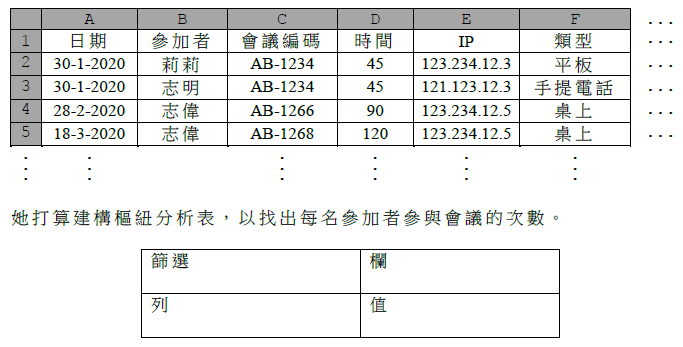 A B C D E F ...
1 日期 參加者 會議編碼 時間 IP 類型 ...
2 30-1-2020 莉莉 AB-1234 45 123.234.12.3 平板 ...
3 30-1-2020 志明 AB-1234 45 121.123.12.3 手提電話 ...
4 28-2-2020 志偉 AB-1266 90 123.234.12.5 桌上 ...
5 18-3-2020 志偉 AB-1268 120 123.234.12.5 桌上 ...
她打算建構樞紐分析表，以找出每名參加者參與會議的次數。
篩選 欄
列 值